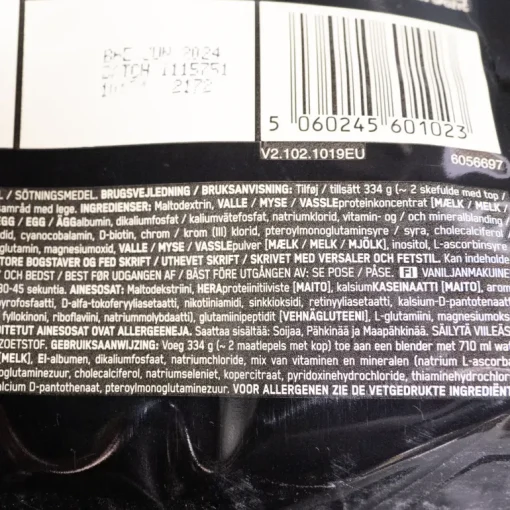 BBE JUN 2024
BATCH 1115751
2172
5 060245 601023
V2.102.1019EU
6056697
/ SÖTNINGSMEDEL. BRUGSVEJLEDNING / BRUKSANVISNING: Tilføj / tillsätt 334 g (~ 2 skefulde med top /
samråd med lege. INGREDIENSER: Maltodextrin, VALLE / MYSE / VASSLEproteinkoncentrat [MÆLK / MELK /
EGG / EGG / ÄGGalbumin, dikaliumfosfat / kaliumvätefosfat, natriumklorid, vitamin- og / och mineralblanding /
did, cyanocobalamin, D-biotin, chrom / krom (III) klorid, pteroylmonoglutaminsyre / syra, cholecalciferol /
glutamin, magnesiumoxid, VALLE / MYSE / VASSLEpulver [MÆLK / MELK / MJÖLK], inositol, L-ascorbinsyre
STORE BOGSTAVER OG FED SKRIFT / UTHEVET SKRIFT / SKRIVET MED VERSALER OCH FETSTIL. Kan indeholde
OCH BEDST / BEST FØR UDGANGEN AF / BÄST FÖRE UTGÅNGEN AV: SE POSE / PÅSE. FI VANILJANMAKUINE
30-45 sekuntia. AINESOSAT: Maltodekstriini, HERAproteiinitiiviste [MAITO], kalsiumKASEINAATTI [MAITO], arom
pyrofosfaatti, D-alfa-tokoferyyliasetaatti, nikotiiniamidi, sinkkioksidi, retinyyliasetaatti, kalsium-D-pantotenaatt
fyllokinoni, riboflaviini, natriummolybdaatti), glutamiinipeptidit [VEHNÄGLUTEENI], L-glutamiini, magnesiumoks
OITETUT AINESOSAT OVAT ALLERGEENEJA. Saattaa sisältää: Soijaa, Pähkinää ja Maapähkinää. SÄILYTÄ VIILEÄS
ZOETSTOF. GEBRUIKSAANWIJZING: Voeg 334 g (~ 2 maatlepels met kop) toe aan een blender met 710 ml wa
[MELK], EI-albumen, dikaliumfosfaat, natriumchloride, mix van vitaminen en mineralen (natrium L-ascorba
noglutaminezuur, cholecalciferol, natriumseleniet, kopercitraat, pyridoxinehydrochloride, thiaminehydrochlor
alcium D-pantothenaat, pteroylmonoglutaminezuur. VOOR ALLERGENEN ZIE DE VETGEDRUKTE INGREDIËNT